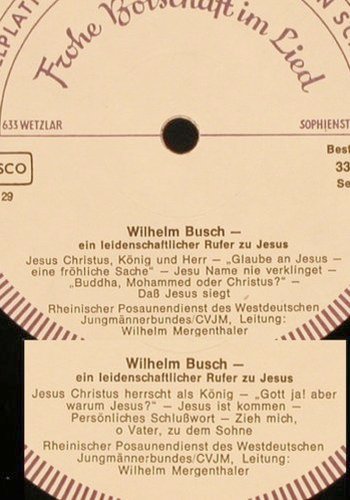 ELPLATT
N SC
Frohe Botschaft im Lied
633 WETZLAR
SOPHIENST
SCO
Best
33
29
Se
Wilhelm Busch –
ein leidenschaftlicher Rufer zu Jesus
Jesus Christus, König und Herr – „Glaube an Jesus –
eine fröhliche Sache" – Jesu Name nie verklinget –
„Buddha, Mohammed oder Christus?" –
Daß Jesus siegt
Rheinischer Posaunendienst des Westdeutschen
Jungmännerbundes/CVJM, Leitung:
Wilhelm Mergenthaler
Wilhelm Busch –
ein leidenschaftlicher Rufer zu Jesus
Jesus Christus herrscht als König – „Gott ja! aber
warum Jesus?" – Jesus ist kommen –
Persönliches Schlußwort – Zieh mich,
o Vater, zu dem Sohne
Rheinischer Posaunendienst des Westdeutschen
Jungmännerbundes/CVJM, Leitung:
Wilhelm Mergenthaler